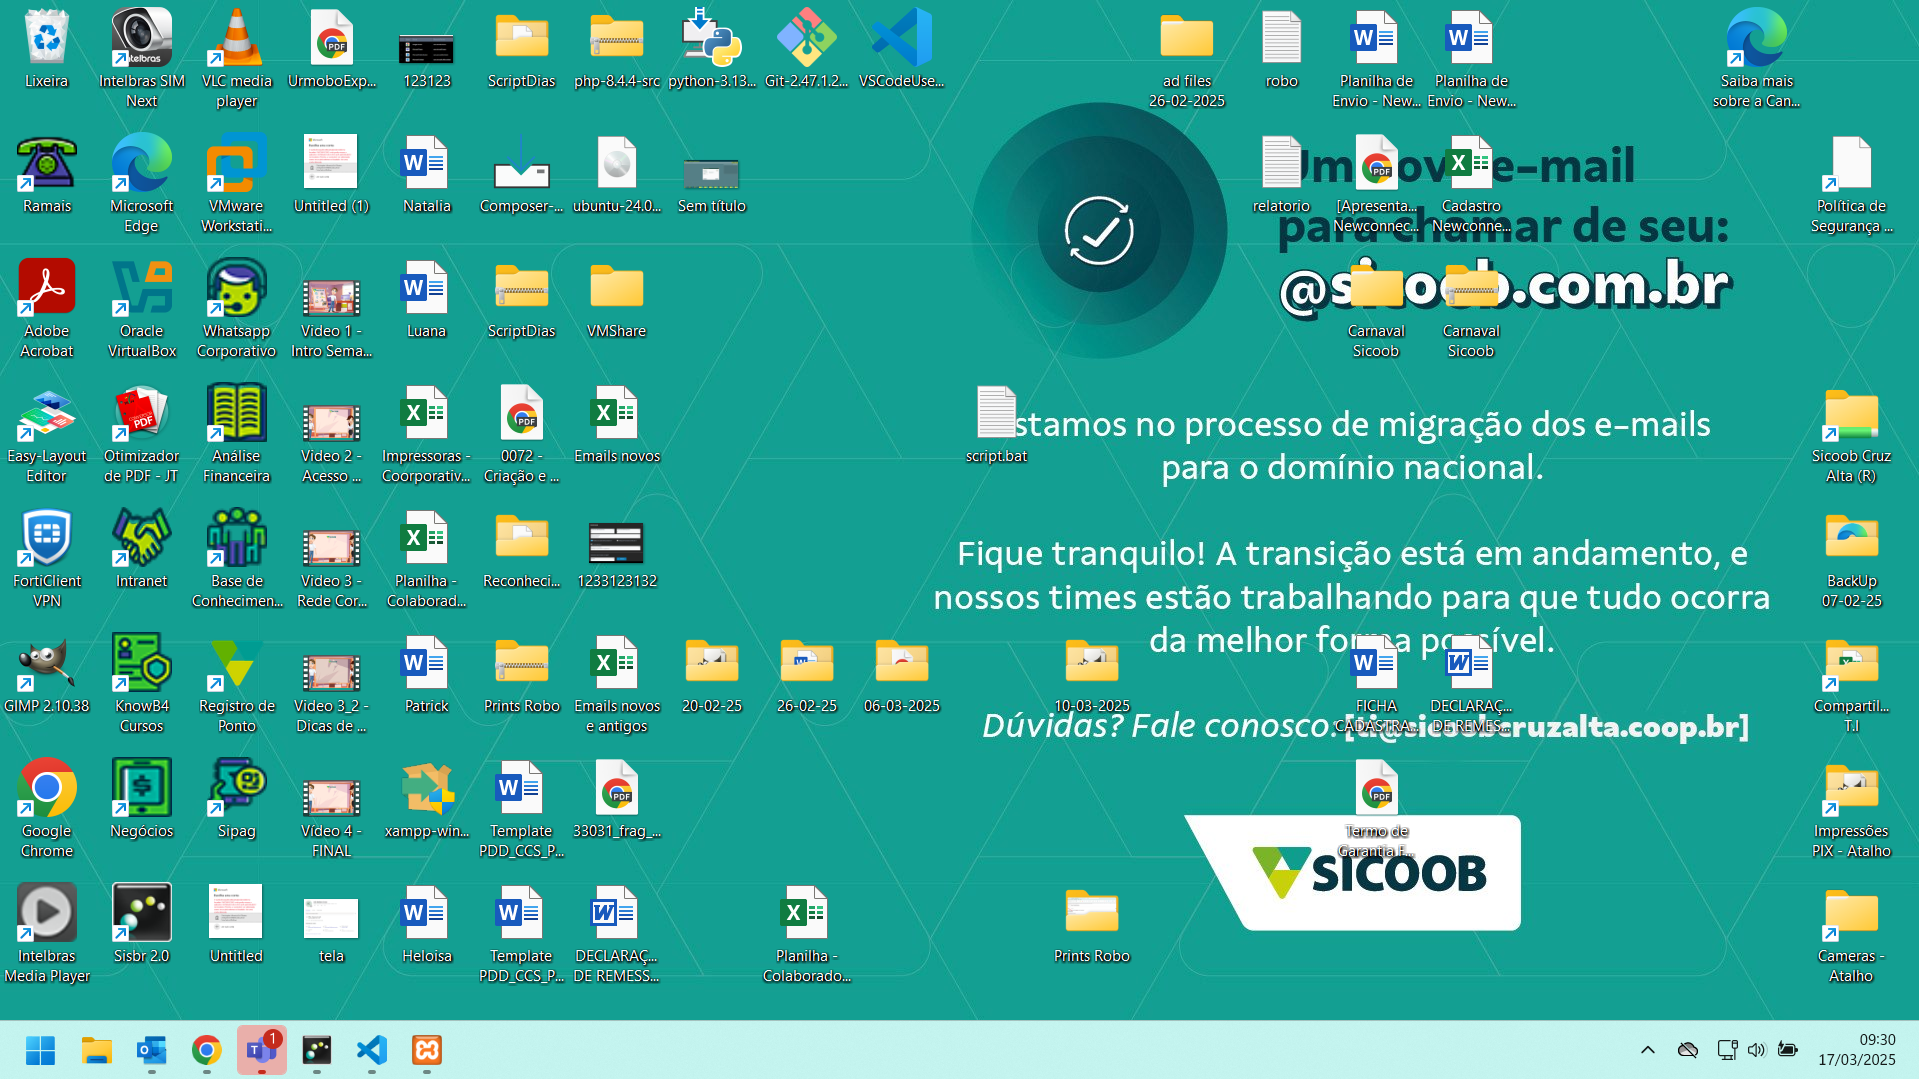 Lixeira
Intelbras SIM
Next
VLC media
player
UrmoboExp...
123123
ScriptDias
php-8.4.4-src
python-3.13...
Git-2.47.1.2...
VSCodeUse...
ad files
26-02-2025
robo
Planilha de
Envio - New...
Planilha de
Envio - New...
Saiba mais
sobre a Can...
Ramais
Microsoft
Edge
VMware
Workstati...
Untitled (1)
Natalia
Composer-...
ubuntu-24.0...
Sem título
relatorio
[Apresenta...
Newconnec...
Cadastro
Newconne...
Política de
Segurança ...
e-mail
para chamar de seu:
@sicoob.com.br
Adobe
Acrobat
Oracle
VirtualBox
Whatsapp
Corporativo
Video 1 -
Intro Sema...
Luana
ScriptDias
VMShare
Carnaval
Sicoob
Carnaval
Sicoob
Easy-Layout
Editor
Otimizador
de PDF - JT
Análise
Financeira
Video 2 -
Acesso ...
Impressoras -
Coorporativ...
0072 -
Criação e ...
Emails novos
script.bat
stamos no processo de migração dos e-mails
para o domínio nacional.
Sicoob Cruz
Alta (R)
FortiClient
VPN
Intranet
Base de
Conhecimen...
Video 3 -
Rede Cor...
Planilha -
Colaborad...
Reconheci...
1233123132
Fique tranquilo! A transição está em andamento, e
nossos times estão trabalhando para que tudo ocorra
da melhor forma possível.
BackUp
07-02-25
GIMP 2.10.38
KnowB4
Cursos
Registro de
Ponto
Video 3_2 -
Dicas de ...
Patrick
Prints Robo
Emails novos
e antigos
20-02-25
26-02-25
06-03-2025
10-03-2025
FICHA
CADASTRA...
DECLARAÇ...
DE REMES...
Compartil...
T.I
Dúvidas? Fale conosco: [ti@sicoobcruzalta.coop.br]
Google
Chrome
Negócios
Sipag
Vídeo 4 -
FINAL
xampp-win...
Template
PDD_CCS_P...
33031_frag_...
Termo de
Garantia F...
Impressões
PIX - Atalho
SICOOB
Intelbras
Media Player
Sisbr 2.0
Untitled
tela
Heloisa
Template
PDD_CCS_P...
DECLARAÇ...
DE REMESS...
Planilha -
Colaborado...
Prints Robo
Cameras -
Atalho
1
09:30
17/03/2025